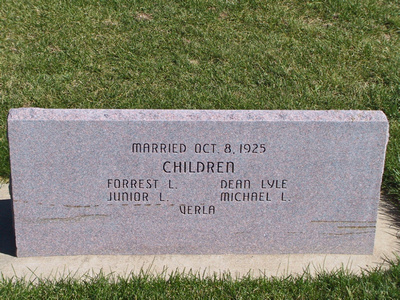 MARRIED OCT. 8, 1925
CHILDREN
FORREST L. DEAN LYLE
JUNIOR L. MICHAEL L.
VERLA